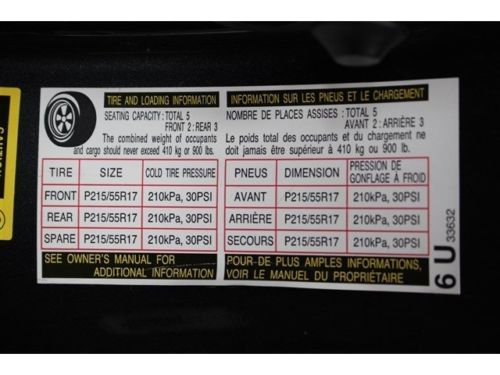 TIRE AND LOADING INFORMATION
SEATING CAPACITY: TOTAL 5
FRONT 2: REAR 3
The combined weight of occupants
and cargo should never exceed 410 kg or 900 lbs.
TIRE SIZE COLD TIRE PRESSURE
FRONT P215/55R17 210kPa, 30PSI
REAR P215/55R17 210kPa, 30PSI
SPARE P215/55R17 210kPa, 30PSI
SEE OWNER'S MANUAL FOR
ADDITIONAL INFORMATION
INFORMATION SUR LES PNEUS ET LE CHARGEMENT
NOMBRE DE PLACES ASSISES: TOTAL 5
AVANT 2: ARRIÈRE 3
Le poids total des occupants et du chargement ne
doit jamais être supérieur à 410 kg ou 900 lb.
PNEUS DIMENSION PRESSION DE
GONFLAGE À FROID
AVANT P215/55R17 210kPa, 30PSI
ARRIÈRE P215/55R17 210kPa, 30PSI
SECOURS P215/55R17 210kPa, 30PSI
POUR DE PLUS AMPLES INFORMATIONS,
VOIR LE MANUEL DU PROPRIÉTAIRE
6 U 33632
CAUTION